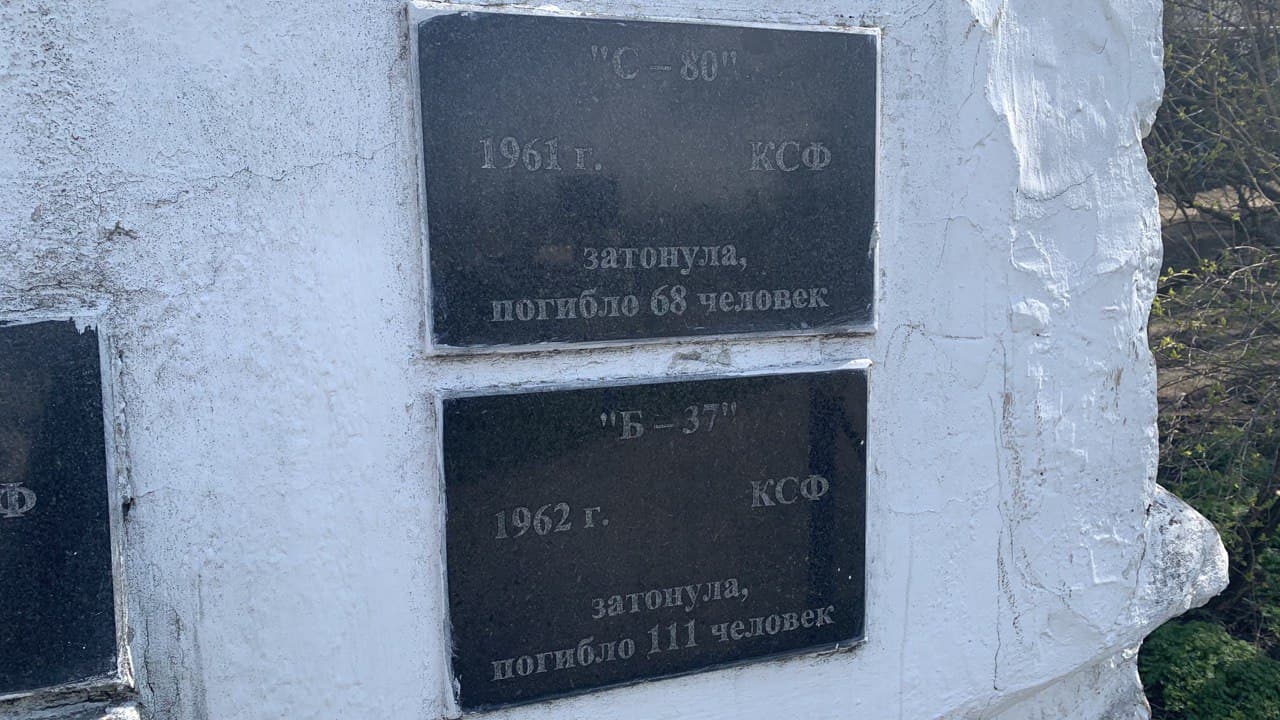 "С – 80"
1961 г. КСФ
затонула,
погибло 68 человек
"Б – 37"
1962 г. КСФ
затонула,
погибло 111 человек
Ф